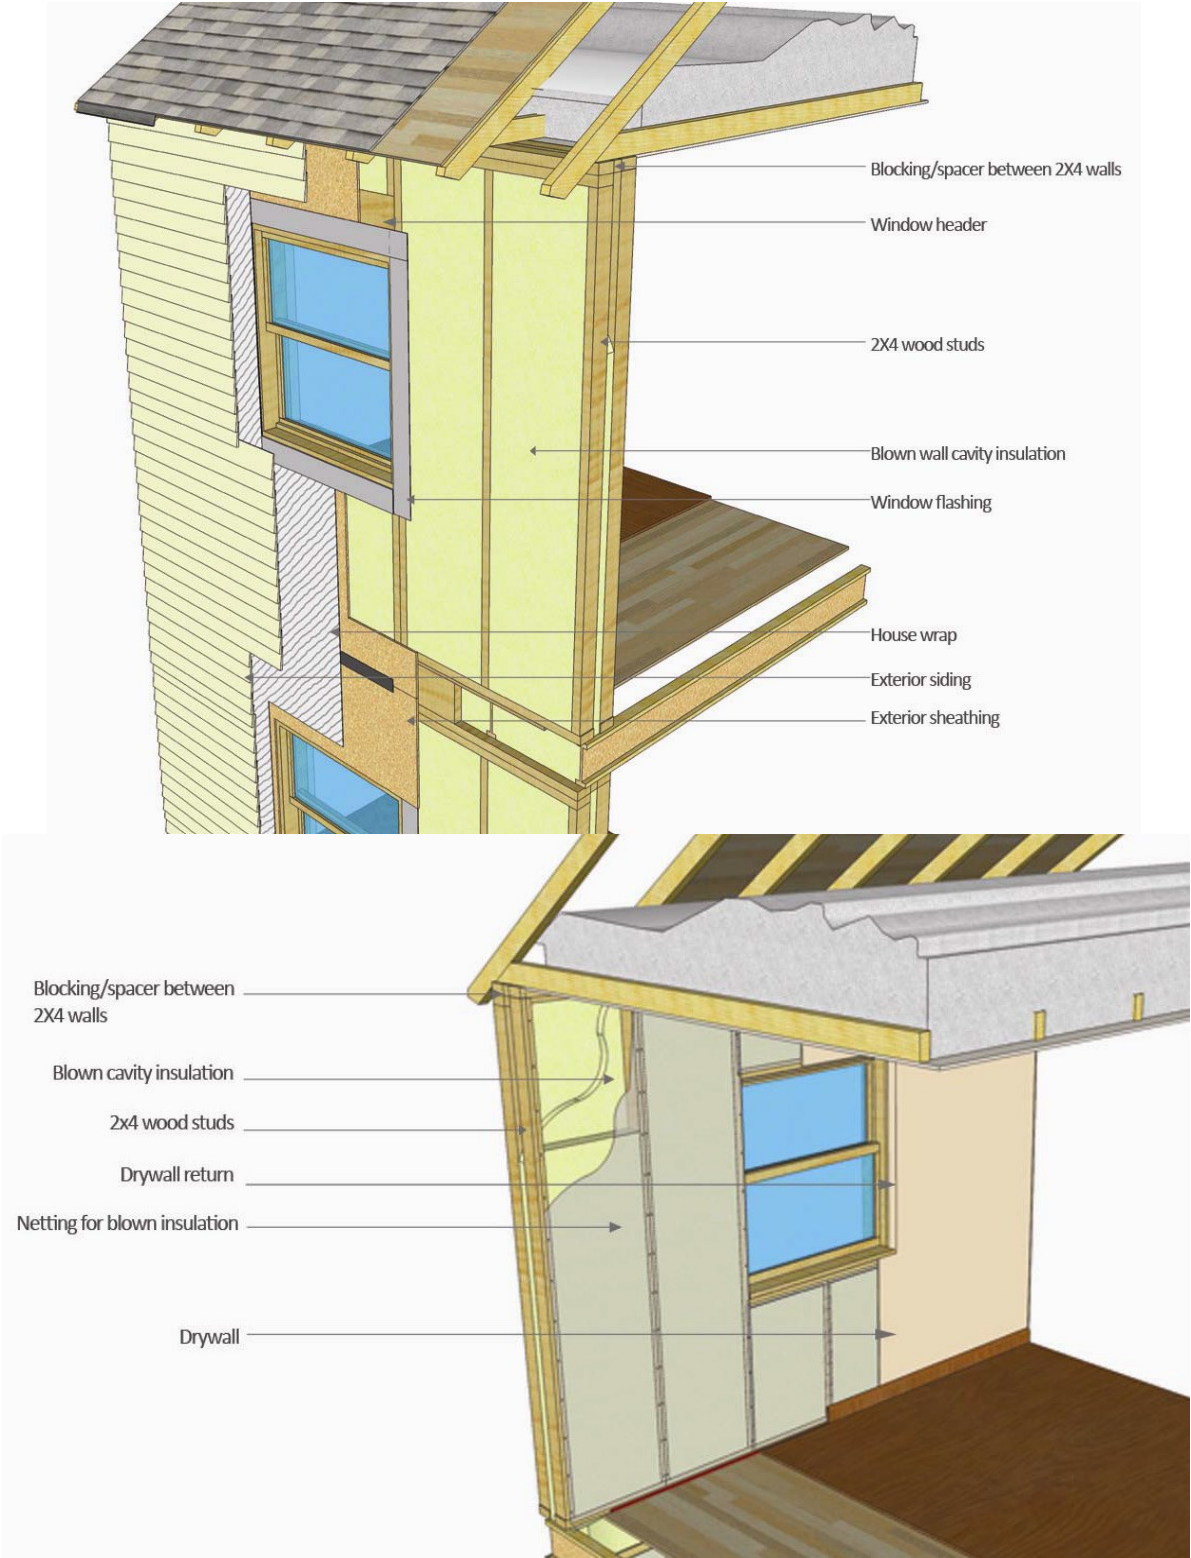 Blocking/spacer between 2X4 walls
Window header
2X4 wood studs
Blown wall cavity insulation
Window flashing
House wrap
Exterior siding
Exterior sheathing
Blocking/spacer between
2X4 walls
Blown cavity insulation
2x4 wood studs
Drywall return
Netting for blown insulation
Drywall